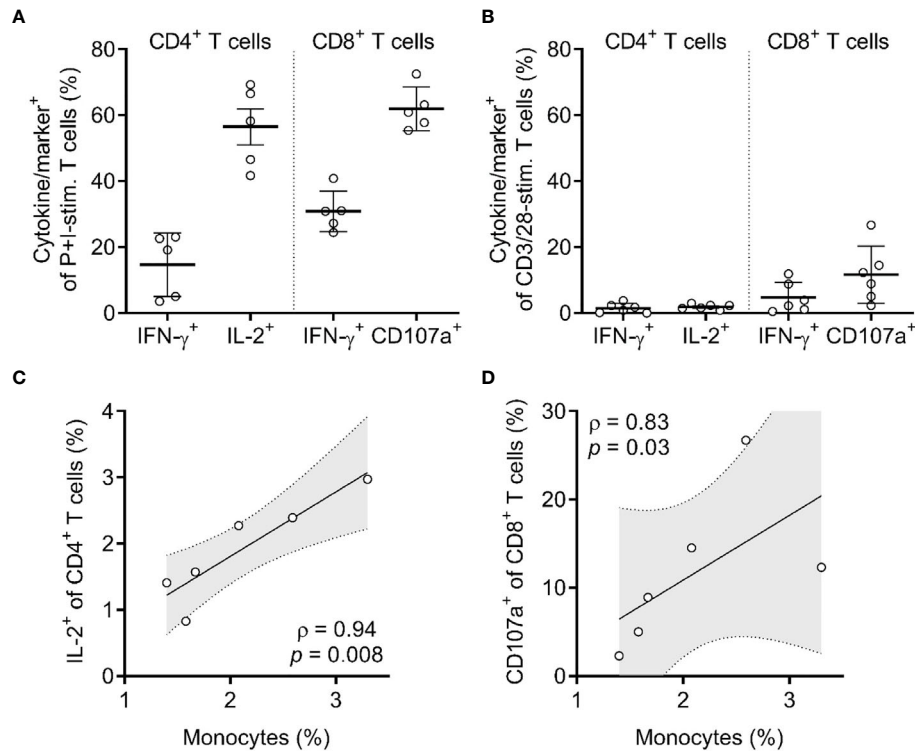 A
CD4+ T cells
CD8+ T cells
Cytokine/marker+
of P+I-stim. T cells (%)
80
60
40
20
0
IFN-γ+
IL-2+
IFN-γ+
CD107a+
B
CD4+ T cells
CD8+ T cells
Cytokine/marker+
of CD3/28-stim. T cells (%)
80
60
40
20
0
IFN-γ+
IL-2+
IFN-γ+
CD107a+
C
IL-2+ of CD4+ T cells (%)
4
3
2
1
0
ρ = 0.94
p = 0.008
1
2
3
Monocytes (%)
D
CD107a+ of CD8+ T cells (%)
30
20
10
0
ρ = 0.83
p = 0.03
1
2
3
Monocytes (%)